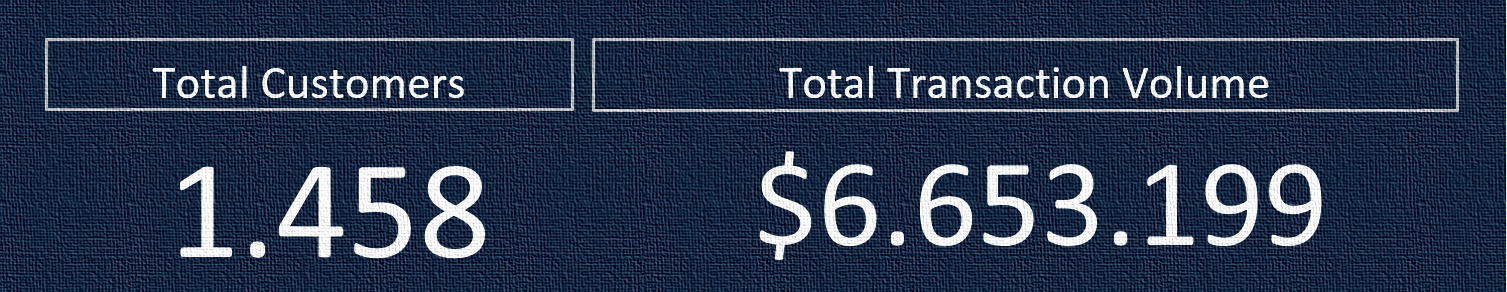 Total Customers
Total Transaction Volume
1.458
$6.653.199